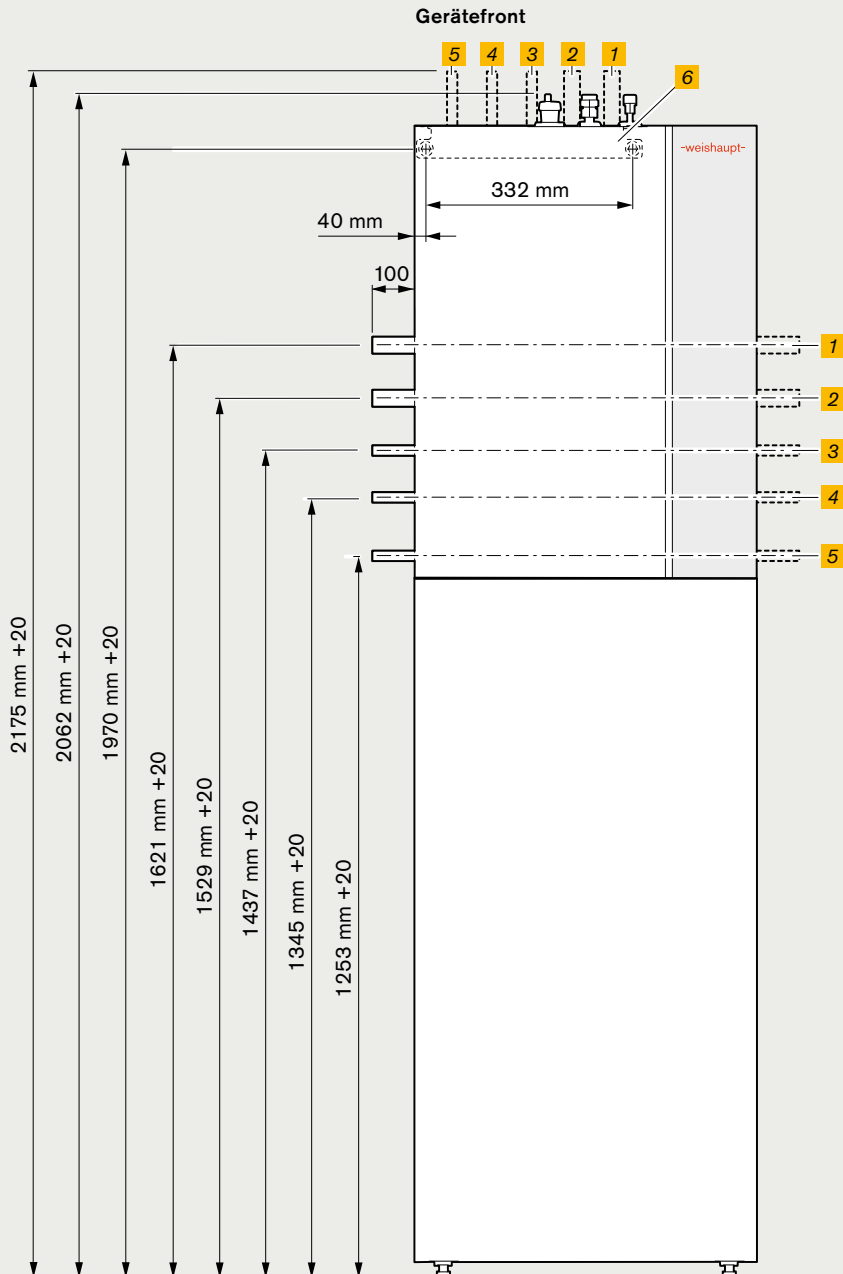 Gerätefront
5 4 3 2 1
6
-weishaupt-
332 mm
40 mm
100
1
2
3
4
5
2175 mm +20
2062 mm +20
1970 mm +20
1621 mm +20
1529 mm +20
1437 mm +20
1345 mm +20
1253 mm +20